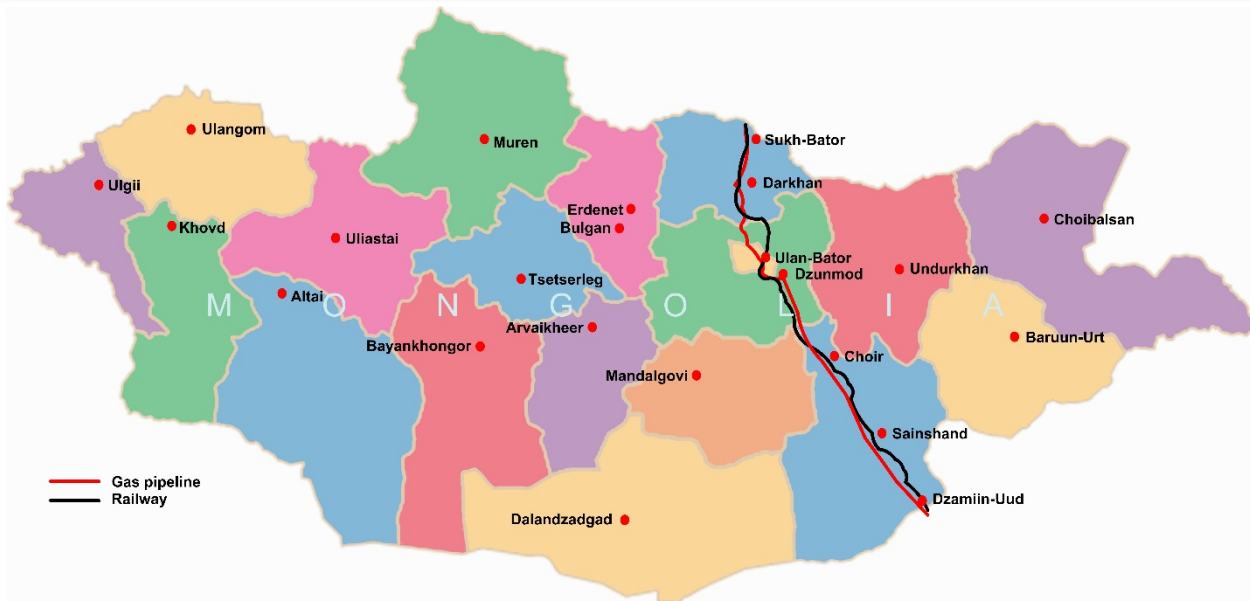 Ulangom
Muren
Sukh-Bator
Ulgii
Darkhan
Khovd
Erdenet
Bulgan
Choibalsan
Uliastai
Ulan-Bator
Dzunmod
Undurkhan
Tsetserleg
Altai
MONGOLIA
Arvaikheer
Bayankhongor
Baruun-Urt
Choir
Mandalgovi
Sainshand
Gas pipeline
Railway
Dzamiin-Uud
Dalandzadgad